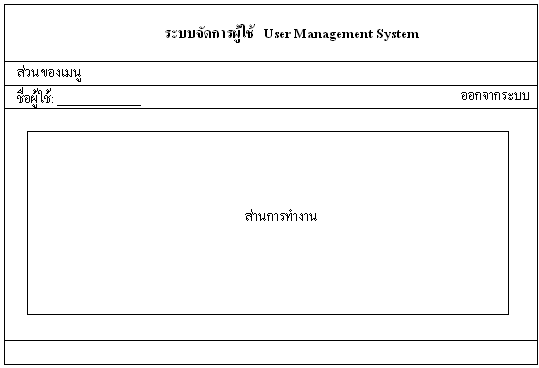 ระบบจัดการผู้ใช้ User Management System
ส่วนของเมนู
ชื่อผู้ใช้: ____________ ออกจากระบบ
ส่านการทำงาน